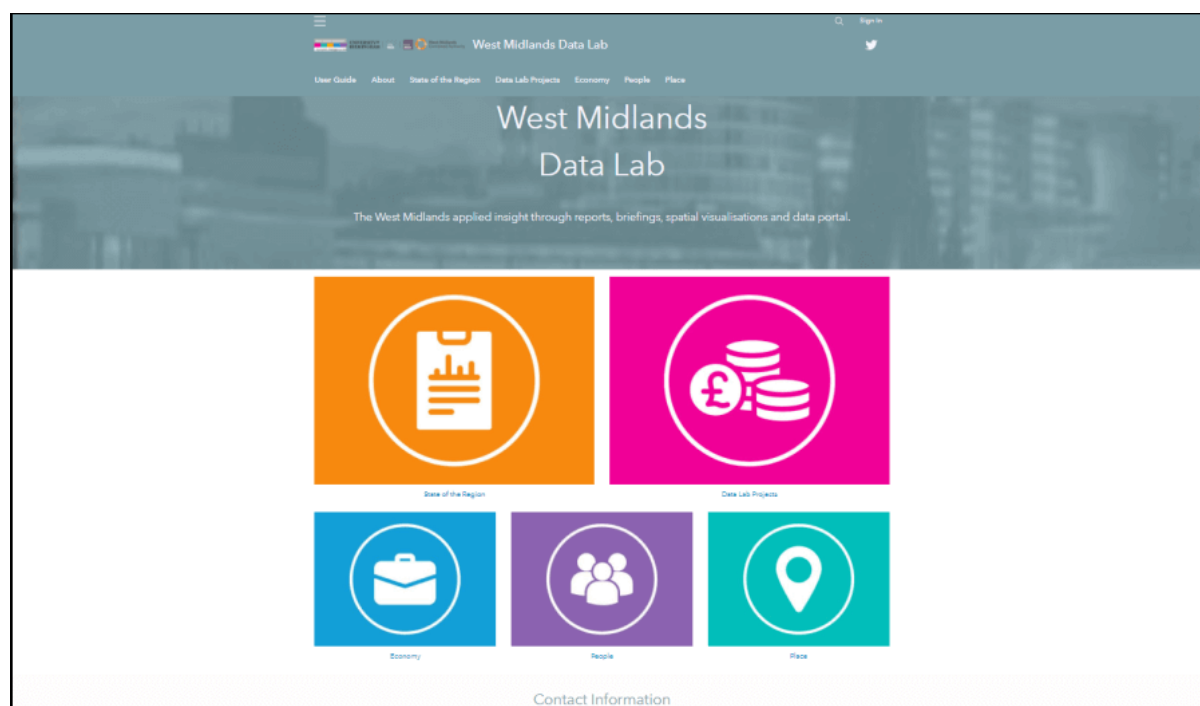 Sign In
West Midlands Data Lab
User Guide About State of the Region Data Lab Projects Economy People Place
West Midlands
Data Lab
The West Midlands applied insight through reports, briefings, spatial visualisations and data portal.
£
State of the Region Data Lab Projects
Economy People Place
Contact Information